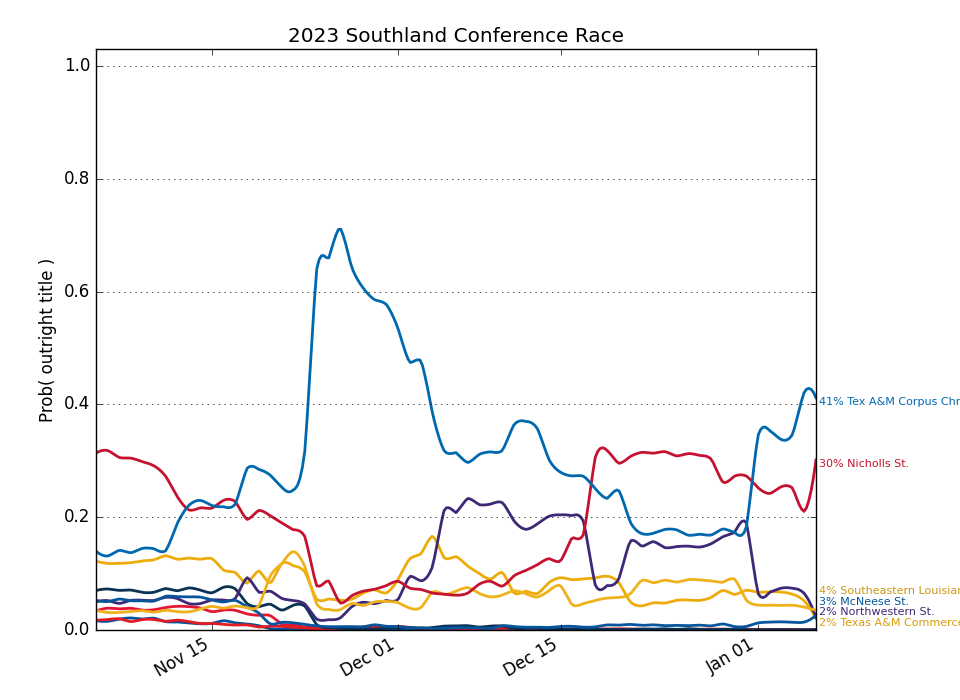 2023 Southland Conference Race
Prob( outright title )
1.0
0.8
0.6
0.4
0.2
0.0
Nov 15
Dec 01
Dec 15
Jan 01
41% Tex A&M Corpus Chr
30% Nicholls St.
4% Southeastern Louisian
3% McNeese St.
2% Northwestern St.
2% Texas A&M Commerce